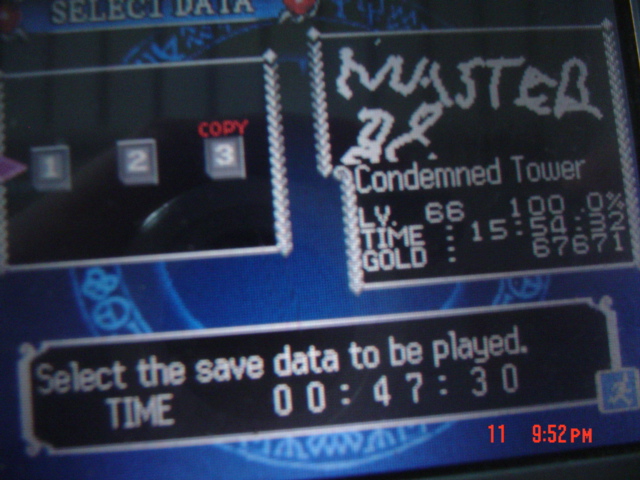 SELECT DATA
COPY
1 2 3
MASTER
Condemned Tower
LV. 66 100.0%
TIME : 15:54:32
GOLD : 67671
Select the save data to be played.
TIME 00:47:30
11 9:52PM